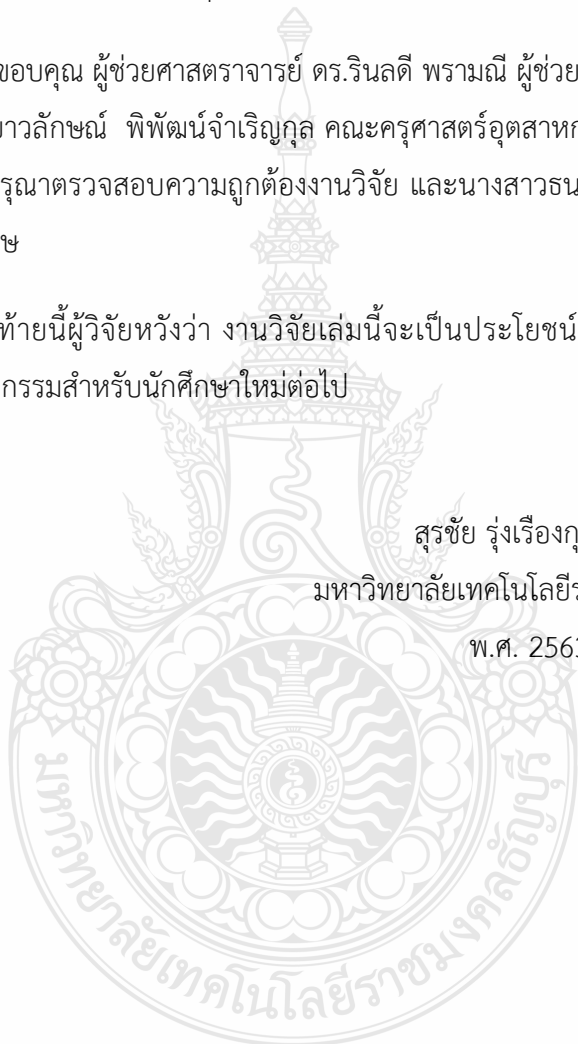 ขอบคุณ ผู้ช่วยศาสตราจารย์ ดร.รินลดี พรามณี ผู้ช่วย
าวลักษณ์ พิพัฒน์จำเริญกุล คณะครุศาสตร์อุตสาห
รุณาตรวจสอบความถูกต้องงานวิจัย และนางสาวธน
ษ
ท้ายนี้ผู้วิจัยหวังว่า งานวิจัยเล่มนี้จะเป็นประโยชน์
กรรมสำหรับนักศึกษาใหม่ต่อไป
สุรชัย รุ่งเรืองกุ
มหาวิทยาลัยเทคโนโลยีร
พ.ศ. 2563
มหาวิทยาลัยเทคโนโลยีราชมงคลธัญบุรี